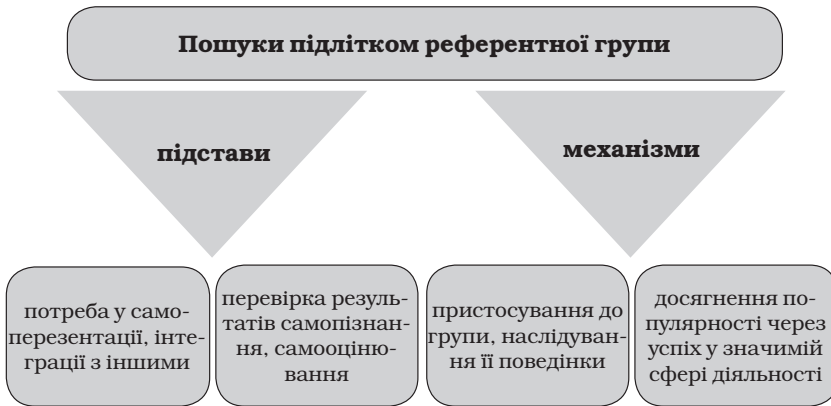 Пошуки підлітком референтної групи
підстави
механізми
потреба у само-
перезентації, інте-
грації з іншими
перевірка резуль-
татів самопізнан-
ня, самооціню-
вання
пристосування до
групи, наслідуван-
ня її поведінки
досягнення по-
пулярності через
успіх у значимій
сфері діяльності